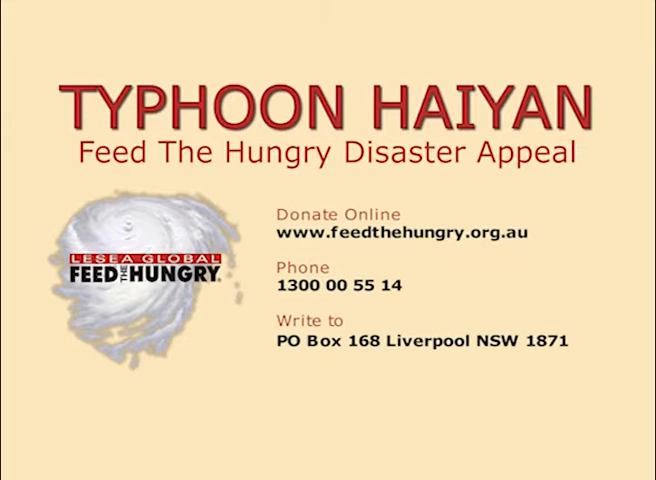 TYPHOON HAIYAN
Feed The Hungry Disaster Appeal
LESEA GLOBAL
FEED THE HUNGRY
Donate Online
www.feedthehungry.org.au
Phone
1300 00 55 14
Write to
PO Box 168 Liverpool NSW 1871